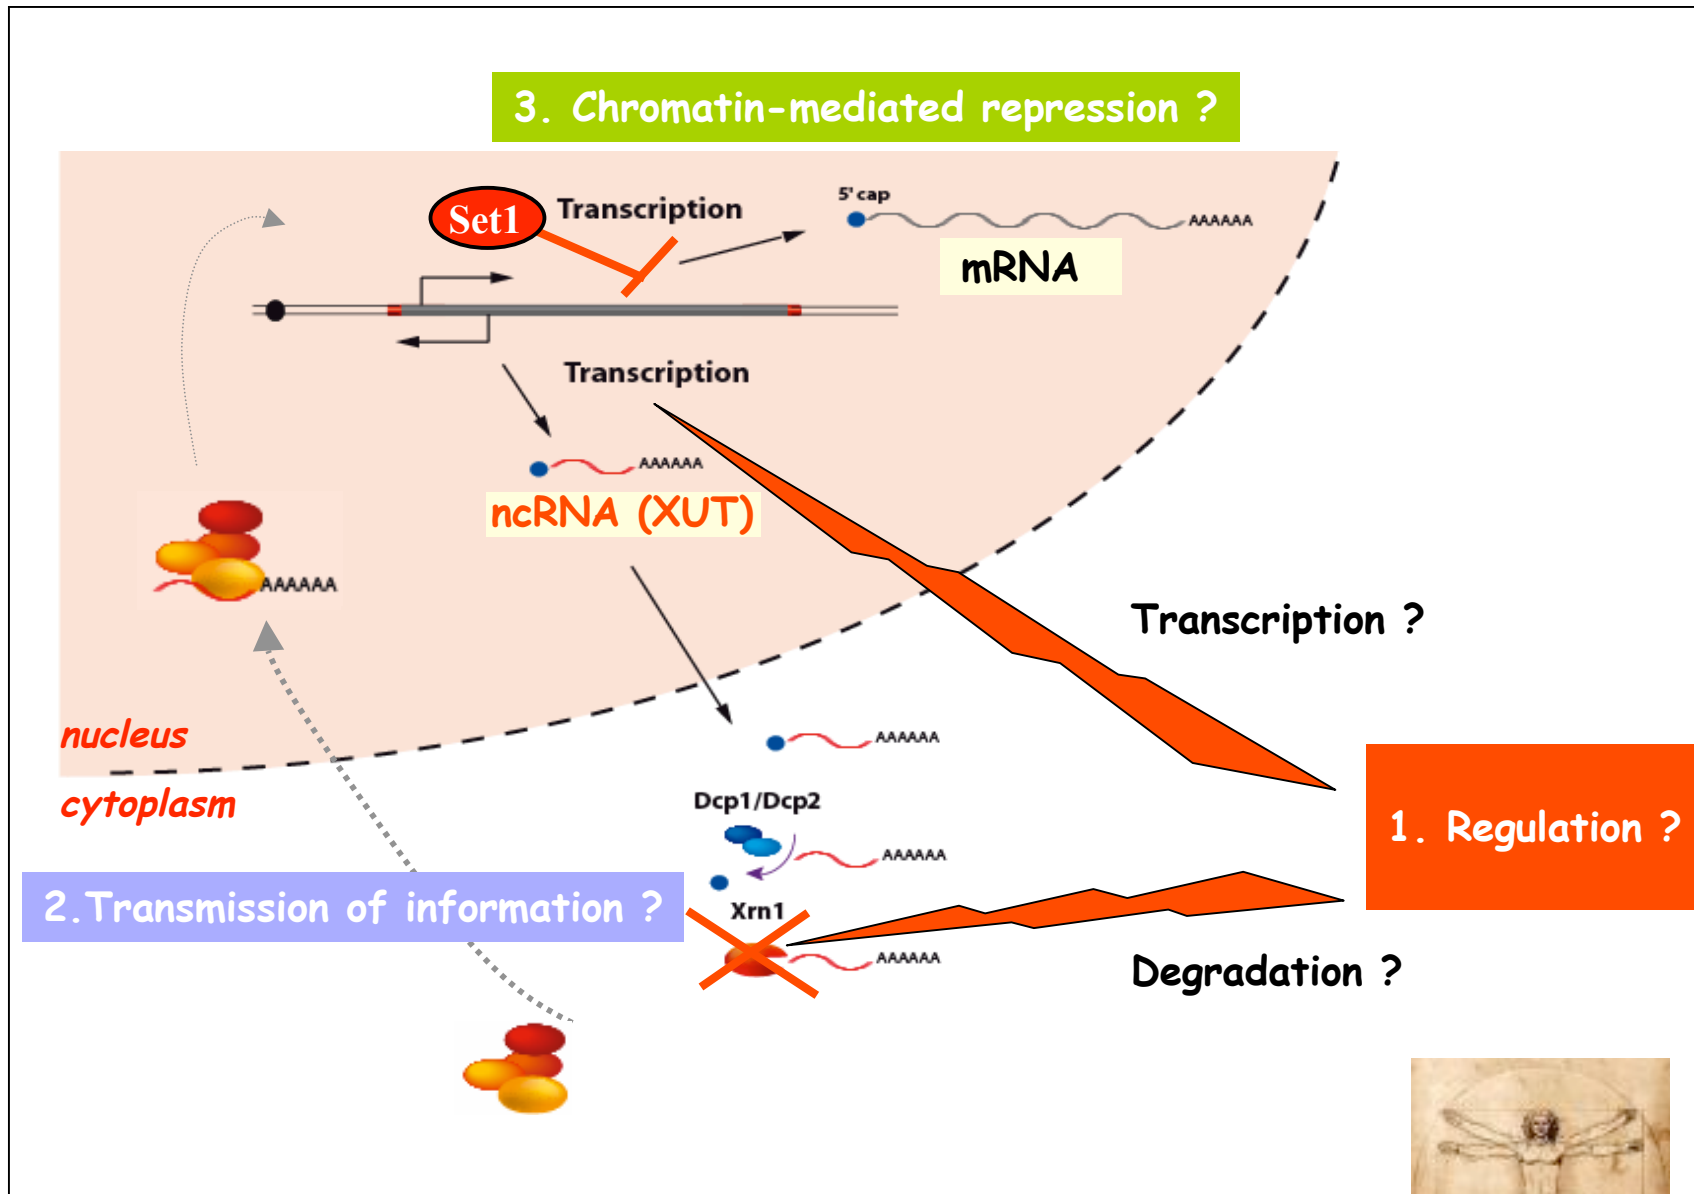 3. Chromatin-mediated repression ?
Set1
Transcription
5' cap
AAAAAA
mRNA
Transcription
AAAAAA
ncRNA (XUT)
AAAAAA
Transcription ?
nucleus
cytoplasm
AAAAAA
Dcp1/Dcp2
AAAAAA
1. Regulation ?
2.Transmission of information ?
Xrn1
AAAAAA
Degradation ?